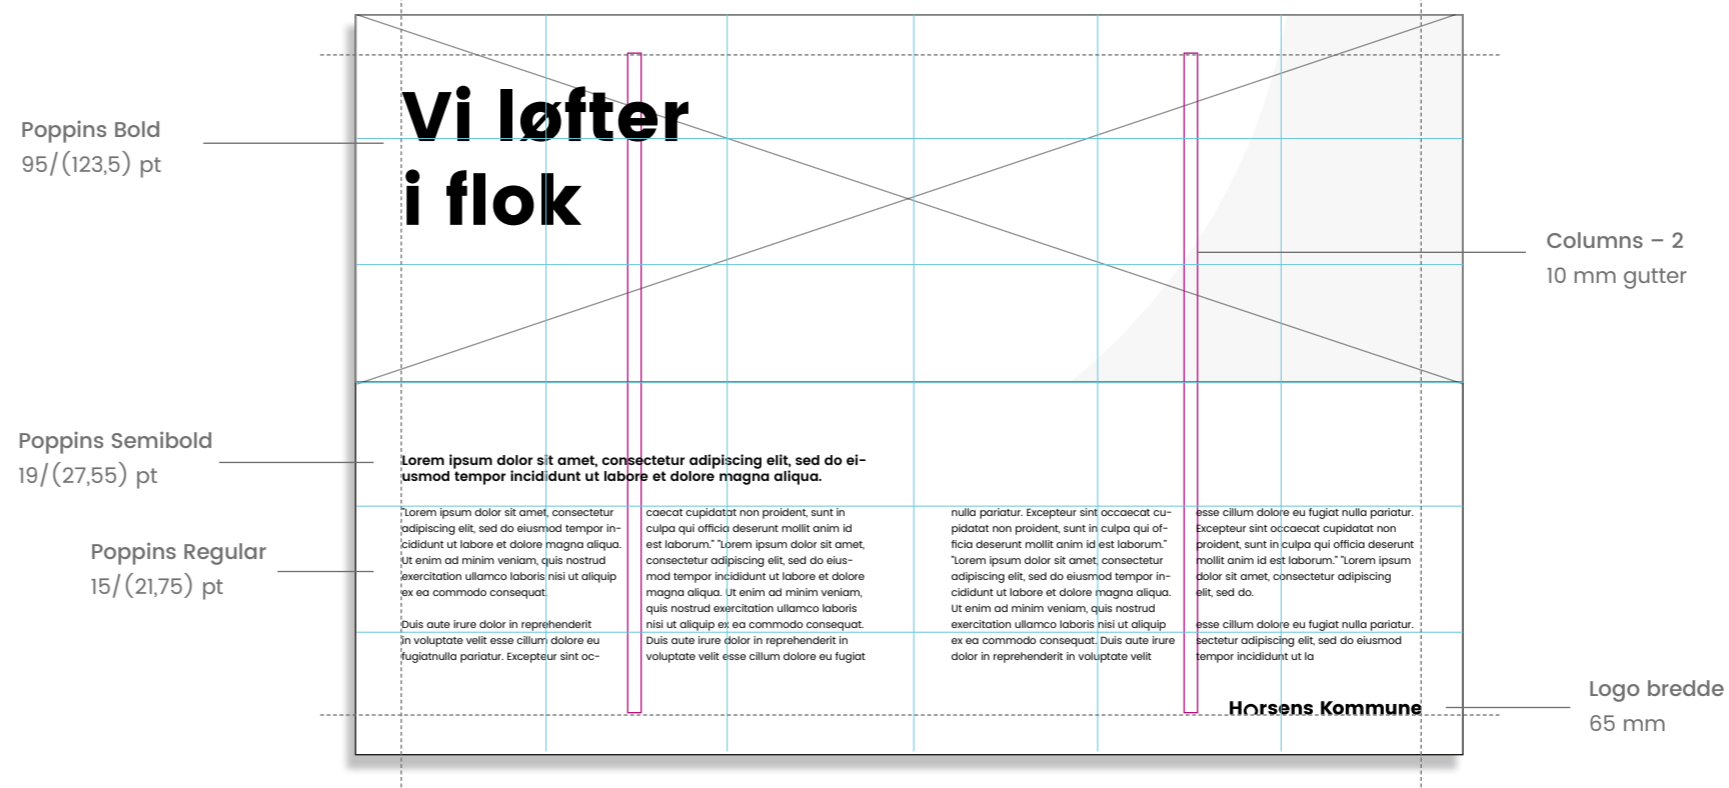 Poppins Bold
95/(123,5) pt
Vi løfter
i flok
Columns – 2
10 mm gutter
Poppins Semibold
19/(27,55) pt
Lorem ipsum dolor sit amet, consectetur adipiscing elit, sed do ei-
usmod tempor incididunt ut labore et dolore magna aliqua.
Poppins Regular
15/(21,75) pt
"Lorem ipsum dolor sit amet, consectetur
adipiscing elit, sed do eiusmod tempor in-
cididunt ut labore et dolore magna aliqua.
Ut enim ad minim veniam, quis nostrud
exercitation ullamco laboris nisi ut aliquip
ex ea commodo consequat.
Duis aute irure dolor in reprehenderit
in voluptate velit esse cillum dolore eu
fugiatnulla pariatur. Excepteur sint oc-
caecat cupidatat non proident, sunt in
culpa qui officia deserunt mollit anim id
est laborum." "Lorem ipsum dolor sit amet,
consectetur adipiscing elit, sed do eius-
mod tempor incididunt ut labore et dolore
magna aliqua. Ut enim ad minim veniam,
quis nostrud exercitation ullamco laboris
nisi ut aliquip ex ea commodo consequat.
Duis aute irure dolor in reprehenderit in
voluptate velit esse cillum dolore eu fugiat
nulla pariatur. Excepteur sint occaecat cu-
pidatat non proident, sunt in culpa qui of-
ficia deserunt mollit anim id est laborum."
"Lorem ipsum dolor sit amet, consectetur
adipiscing elit, sed do eiusmod tempor in-
cididunt ut labore et dolore magna aliqua.
Ut enim ad minim veniam, quis nostrud
exercitation ullamco laboris nisi ut aliquip
ex ea commodo consequat. Duis aute irure
dolor in reprehenderit in voluptate velit
esse cillum dolore eu fugiat nulla pariatur.
Excepteur sint occaecat cupidatat non
proident, sunt in culpa qui officia deserunt
mollit anim id est laborum." "Lorem ipsum
dolor sit amet, consectetur adipiscing
elit, sed do.
esse cillum dolore eu fugiat nulla pariatur.
sectetur adipiscing elit, sed do eiusmod
tempor incididunt ut la
Horsens Kommune
Logo bredde
65 mm